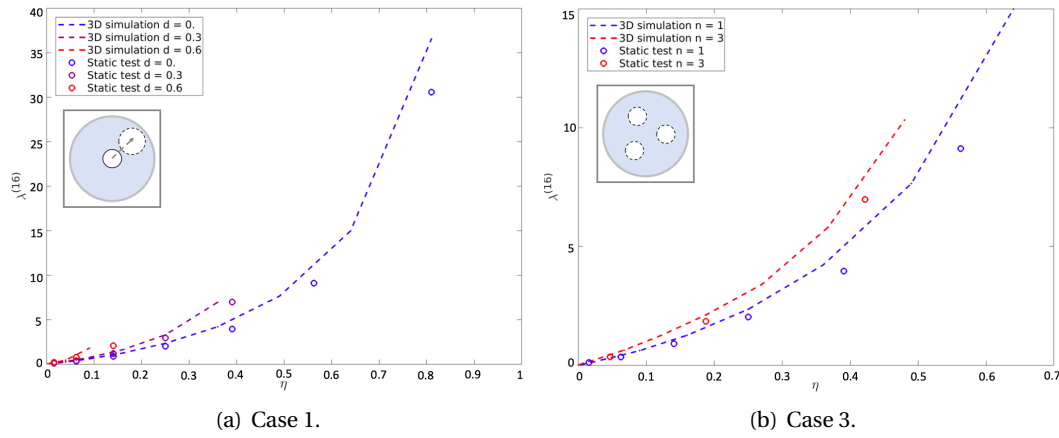 40
35
30
25
20
15
10
5
0
λ(16)
3D simulation d = 0.
3D simulation d = 0.3
3D simulation d = 0.6
Static test d = 0.
Static test d = 0.3
Static test d = 0.6
0 0.1 0.2 0.3 0.4 0.5 0.6 0.7 0.8 0.9 1
η
(a) Case 1.
15
10
5
0
λ(16)
3D simulation n = 1
3D simulation n = 3
Static test n = 1
Static test n = 3
0 0.1 0.2 0.3 0.4 0.5 0.6 0.7
η
(b) Case 3.